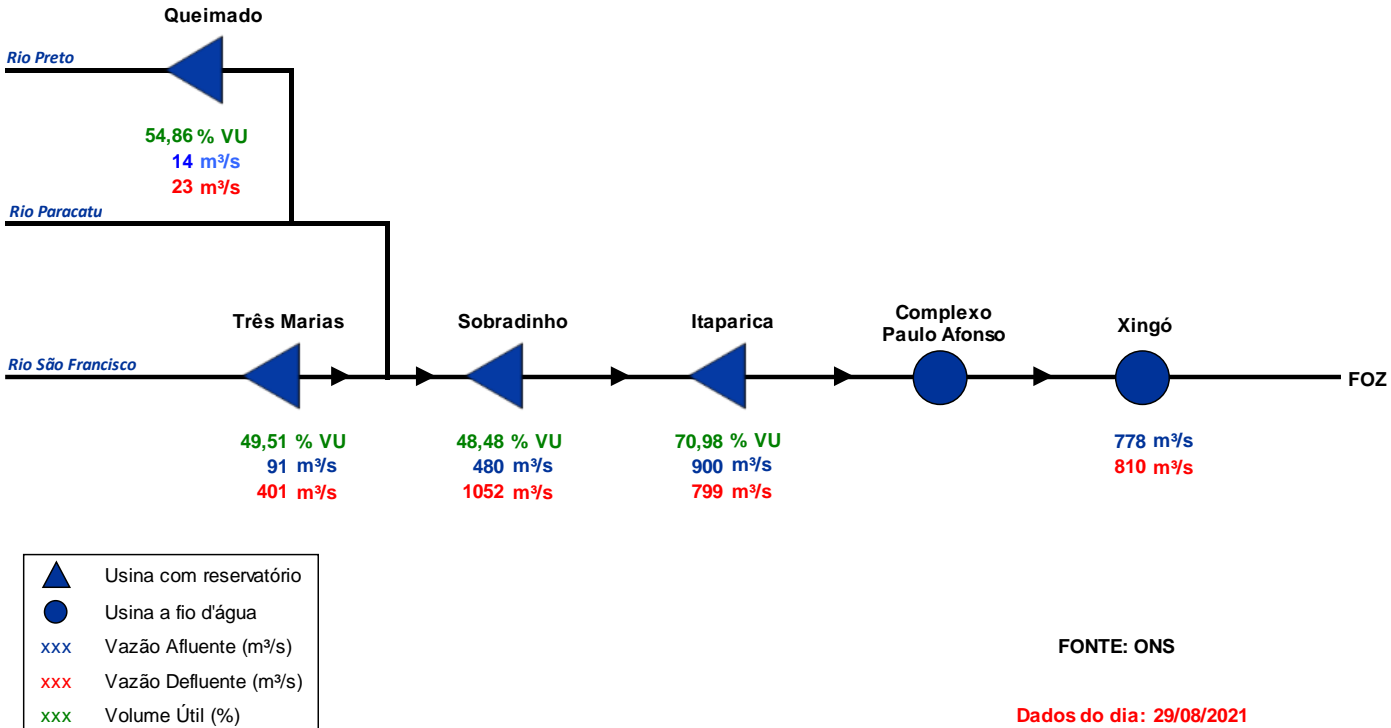 Queimado
Rio Preto
54,86 % VU
14 m³/s
23 m³/s
Rio Paracatu
Três Marias
Sobradinho
Itaparica
Complexo
Paulo Afonso
Xingó
Rio São Francisco
FOZ
49,51 % VU
91 m³/s
401 m³/s
48,48 % VU
480 m³/s
1052 m³/s
70,98 % VU
900 m³/s
799 m³/s
778 m³/s
810 m³/s
Usina com reservatório
Usina a fio d'água
xxx Vazão Afluente (m³/s)
xxx Vazão Defluente (m³/s)
xxx Volume Útil (%)
FONTE: ONS
Dados do dia: 29/08/2021